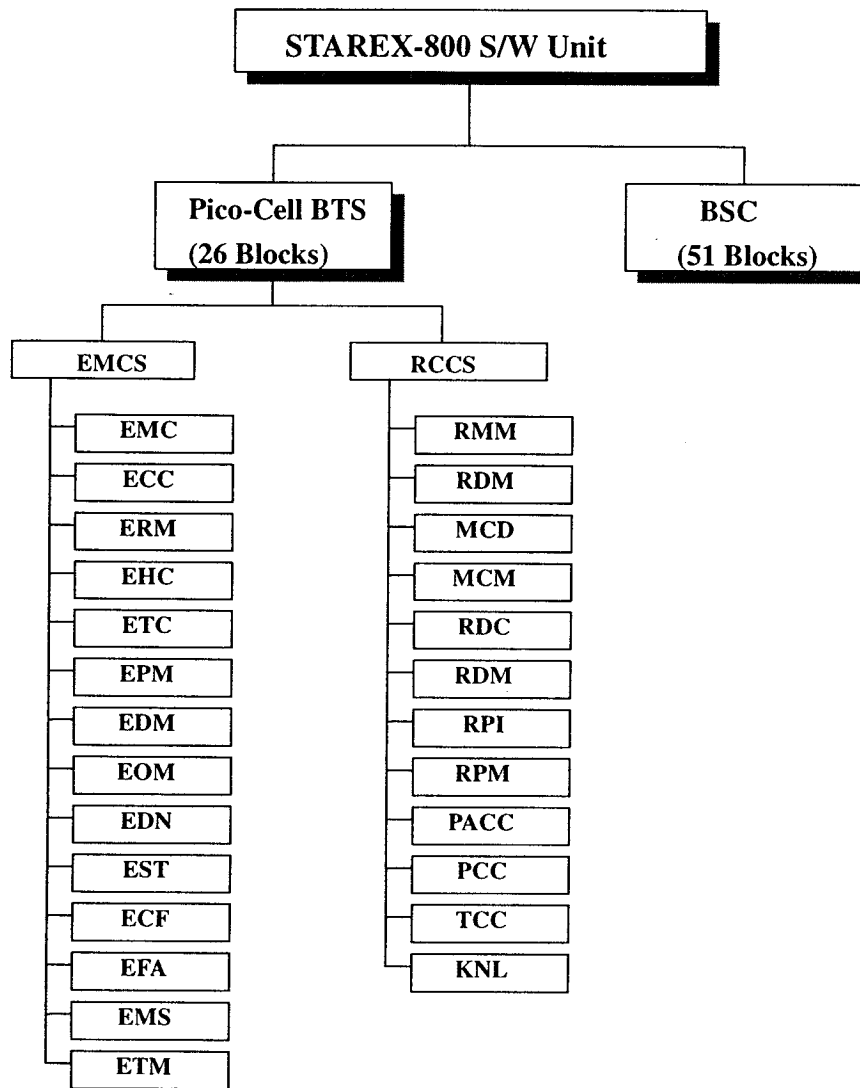 STAREX-800 S/W Unit
Pico-Cell BTS
(26 Blocks)
BSC
(51 Blocks)
EMCS
EMC
ECC
ERM
EHC
ETC
EPM
EDM
EOM
EDN
EST
ECF
EFA
EMS
ETM
RCCS
RMM
RDM
MCD
MCM
RDC
RDM
RPI
RPM
PACC
PCC
TCC
KNL